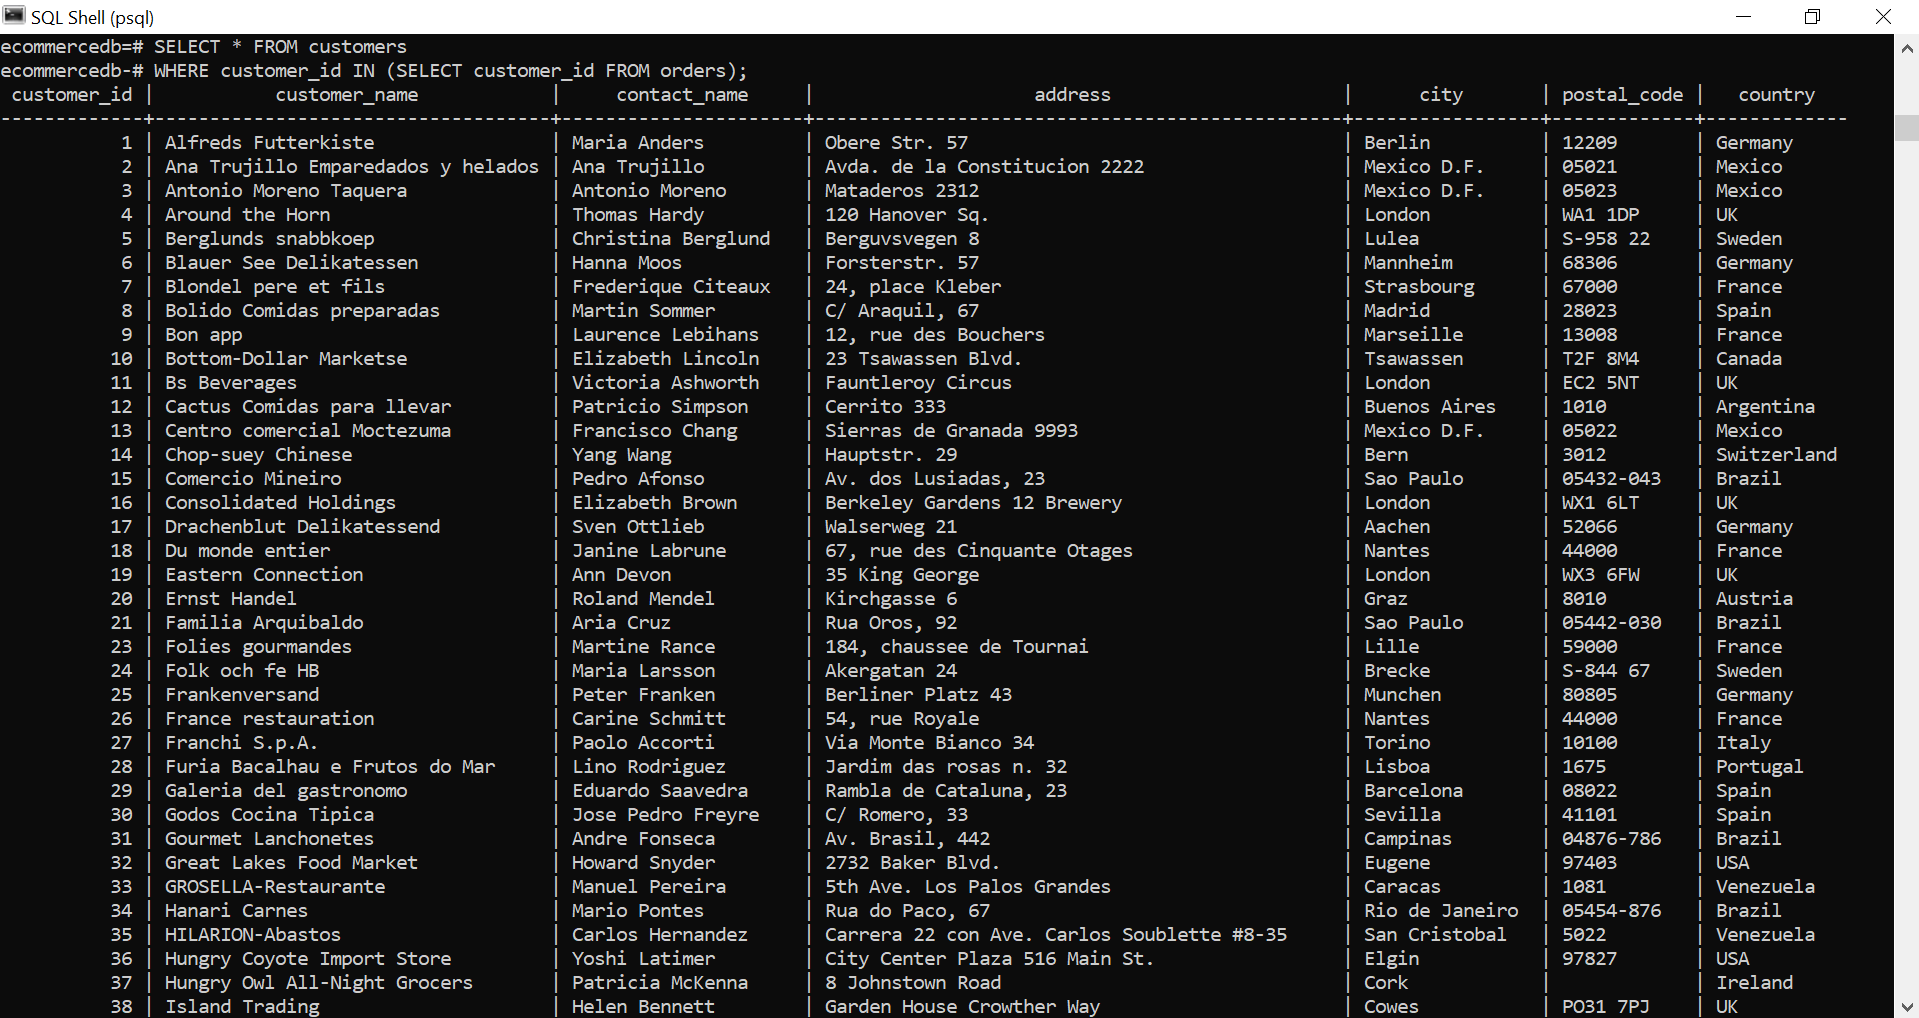 SQL Shell (psql)
ecommercedb=# SELECT * FROM customers
ecommercedb-# WHERE customer_id IN (SELECT customer_id FROM orders);
customer_id | customer_name | contact_name | address | city | postal_code | country
1 | Alfreds Futterkiste | Maria Anders | Obere Str. 57 | Berlin | 12209 | Germany
2 | Ana Trujillo Emparedados y helados | Ana Trujillo | Avda. de la Constitucion 2222 | Mexico D.F. | 05021 | Mexico
3 | Antonio Moreno Taquera | Antonio Moreno | Mataderos 2312 | Mexico D.F. | 05023 | Mexico
4 | Around the Horn | Thomas Hardy | 120 Hanover Sq. | London | WA1 1DP | UK
5 | Berglunds snabbkoep | Christina Berglund | Berguvsvegen 8 | Lulea | S-958 22 | Sweden
6 | Blauer See Delikatessen | Hanna Moos | Forsterstr. 57 | Mannheim | 68306 | Germany
7 | Blondel pere et fils | Frederique Citeaux | 24, place Kleber | Strasbourg | 67000 | France
8 | Bolido Comidas preparadas | Martin Sommer | C/ Araquil, 67 | Madrid | 28023 | Spain
9 | Bon app | Laurence Lebihans | 12, rue des Bouchers | Marseille | 13008 | France
10 | Bottom-Dollar Marketse | Elizabeth Lincoln | 23 Tsawassen Blvd. | Tsawassen | T2F 8M4 | Canada
11 | Bs Beverages | Victoria Ashworth | Fauntleroy Circus | London | EC2 5NT | UK
12 | Cactus Comidas para llevar | Patricio Simpson | Cerrito 333 | Buenos Aires | 1010 | Argentina
13 | Centro comercial Moctezuma | Francisco Chang | Sierras de Granada 9993 | Mexico D.F. | 05022 | Mexico
14 | Chop-suey Chinese | Yang Wang | Hauptstr. 29 | Bern | 3012 | Switzerland
15 | Comercio Mineiro | Pedro Afonso | Av. dos Lusiadas, 23 | Sao Paulo | 05432-043 | Brazil
16 | Consolidated Holdings | Elizabeth Brown | Berkeley Gardens 12 Brewery | London | WX1 6LT | UK
17 | Drachenblut Delikatessend | Sven Ottlieb | Walserweg 21 | Aachen | 52066 | Germany
18 | Du monde entier | Janine Labrune | 67, rue des Cinquante Otages | Nantes | 44000 | France
19 | Eastern Connection | Ann Devon | 35 King George | London | WX3 6FW | UK
20 | Ernst Handel | Roland Mendel | Kirchgasse 6 | Graz | 8010 | Austria
21 | Familia Arquibaldo | Aria Cruz | Rua Oros, 92 | Sao Paulo | 05442-030 | Brazil
23 | Folies gourmandes | Martine Rance | 184, chaussee de Tournai | Lille | 59000 | France
24 | Folk och fe HB | Maria Larsson | Akergatan 24 | Brecke | S-844 67 | Sweden
25 | Frankenversand | Peter Franken | Berliner Platz 43 | Munchen | 80805 | Germany
26 | France restauration | Carine Schmitt | 54, rue Royale | Nantes | 44000 | France
27 | Franchi S.p.A. | Paolo Accorti | Via Monte Bianco 34 | Torino | 10100 | Italy
28 | Furia Bacalhau e Frutos do Mar | Lino Rodriguez | Jardim das rosas n. 32 | Lisboa | 1675 | Portugal
29 | Galeria del gastronomo | Eduardo Saavedra | Rambla de Cataluna, 23 | Barcelona | 08022 | Spain
30 | Godos Cocina Tipica | Jose Pedro Freyre | C/ Romero, 33 | Sevilla | 41101 | Spain
31 | Gourmet Lanchonetes | Andre Fonseca | Av. Brasil, 442 | Campinas | 04876-786 | Brazil
32 | Great Lakes Food Market | Howard Snyder | 2732 Baker Blvd. | Eugene | 97403 | USA
33 | GROSELLA-Restaurante | Manuel Pereira | 5th Ave. Los Palos Grandes | Caracas | 1081 | Venezuela
34 | Hanari Carnes | Mario Pontes | Rua do Paco, 67 | Rio de Janeiro | 05454-876 | Brazil
35 | HILARION-Abastos | Carlos Hernandez | Carrera 22 con Ave. Carlos Soublette #8-35 | San Cristobal | 5022 | Venezuela
36 | Hungry Coyote Import Store | Yoshi Latimer | City Center Plaza 516 Main St. | Elgin | 97827 | USA
37 | Hungry Owl All-Night Grocers | Patricia McKenna | 8 Johnstown Road | Cork | | Ireland
38 | Island Trading | Helen Bennett | Garden House Crowther Way | Cowes | PO31 7PJ | UK